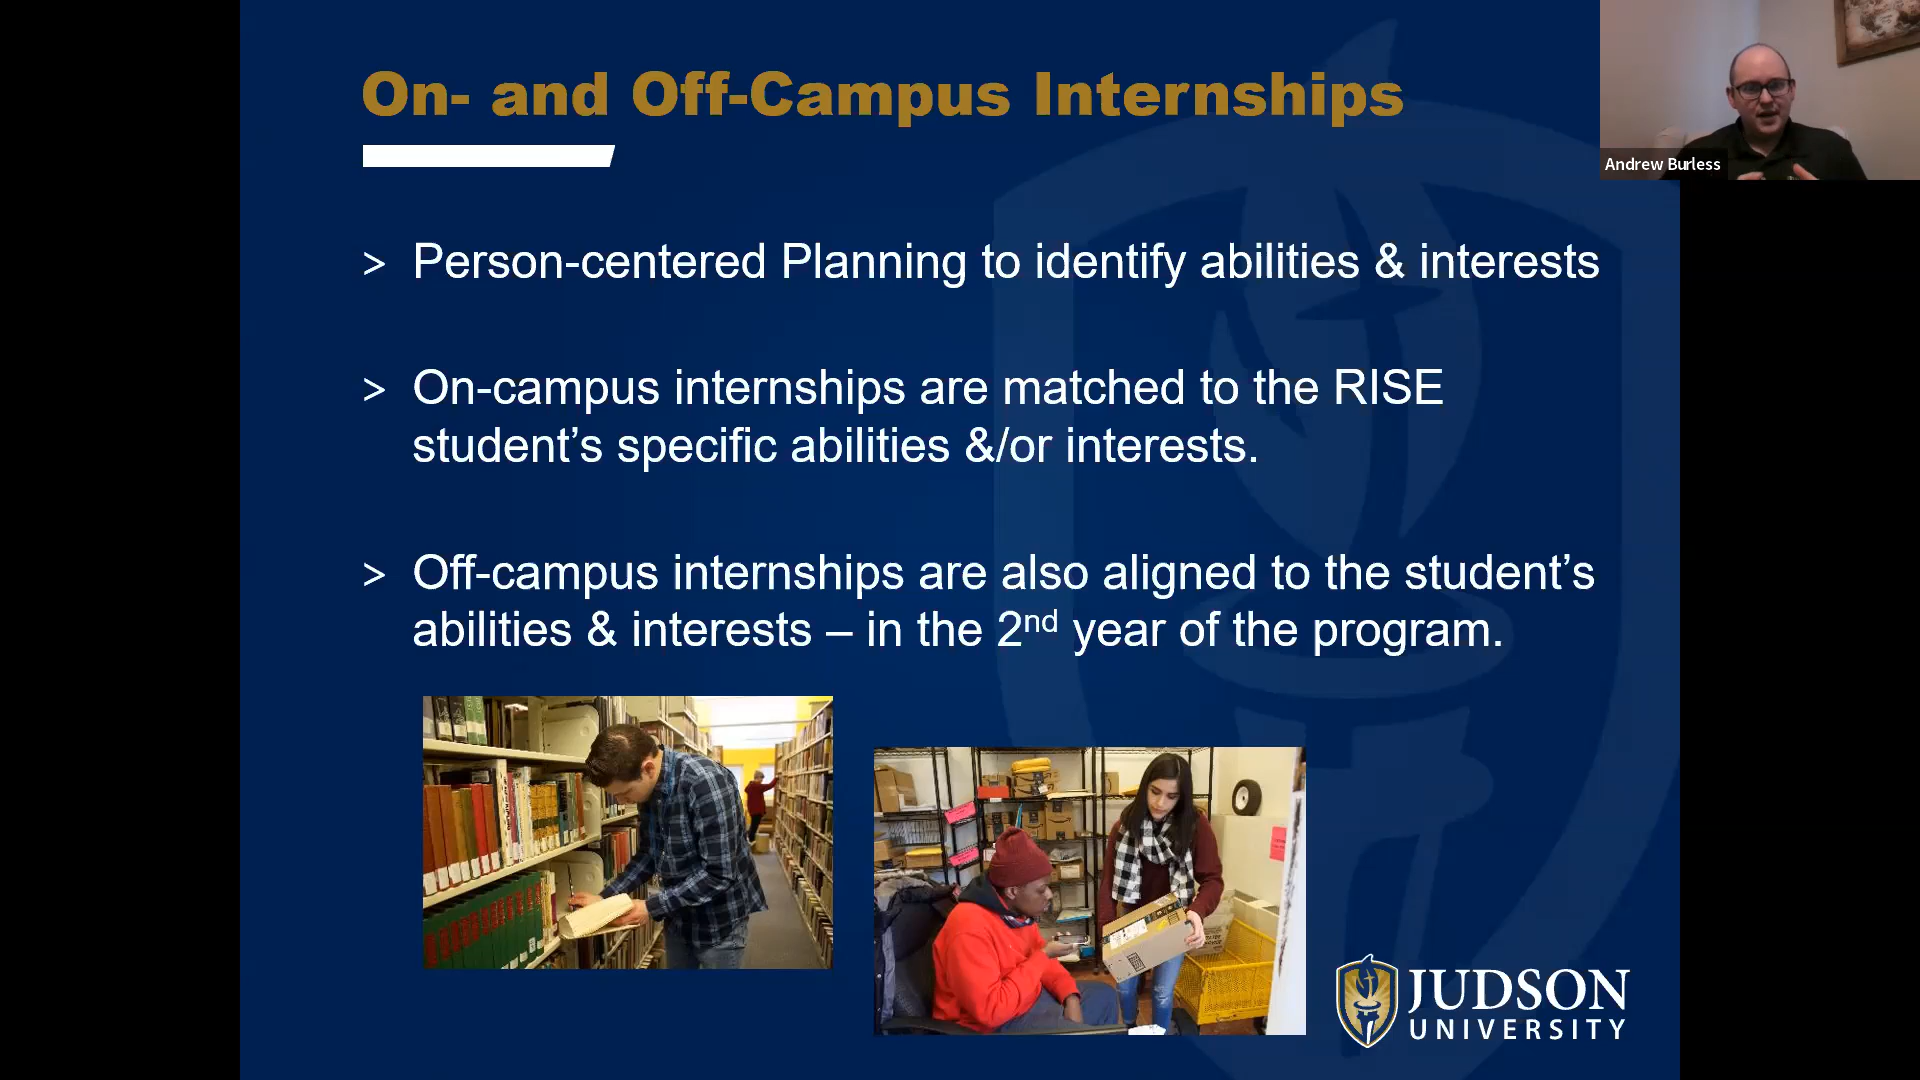 On- and Off-Campus Internships
Andrew Burless
> Person-centered Planning to identify abilities & interests
> On-campus internships are matched to the RISE
student’s specific abilities &/or interests.
> Off-campus internships are also aligned to the student’s
abilities & interests – in the 2nd year of the program.
JUDSON
UNIVERSITY